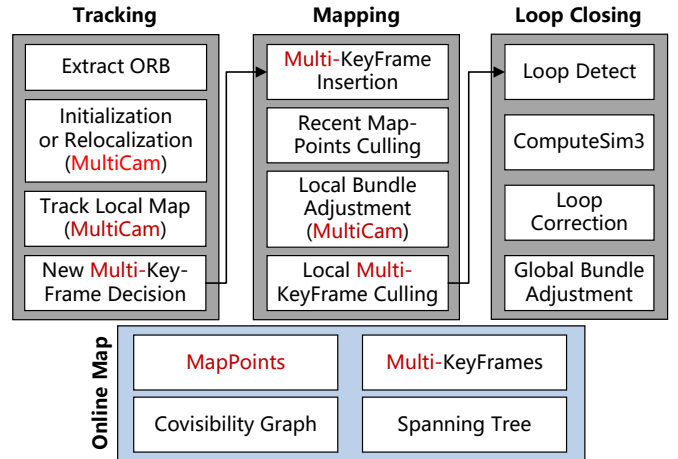 Tracking
Extract ORB
Initialization
or Relocalization
(MultiCam)
Track Local Map
(MultiCam)
New Multi-Key-
Frame Decision
Mapping
Multi-KeyFrame
Insertion
Recent Map-
Points Culling
Local Bundle
Adjustment
(MultiCam)
Local Multi-
KeyFrame Culling
Loop Closing
Loop Detect
ComputeSim3
Loop
Correction
Global Bundle
Adjustment
Online Map
MapPoints
Multi-KeyFrames
Covisibility Graph
Spanning Tree